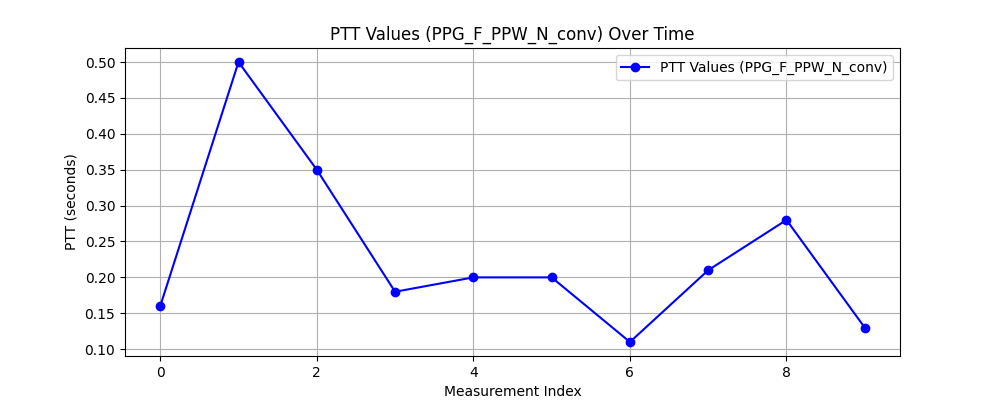 PTT Values (PPG_F_PPW_N_conv) Over Time
PTT Values (PPG_F_PPW_N_conv)
PTT (seconds)
0.50
0.45
0.40
0.35
0.30
0.25
0.20
0.15
0.10
0 2 4 6 8
Measurement Index